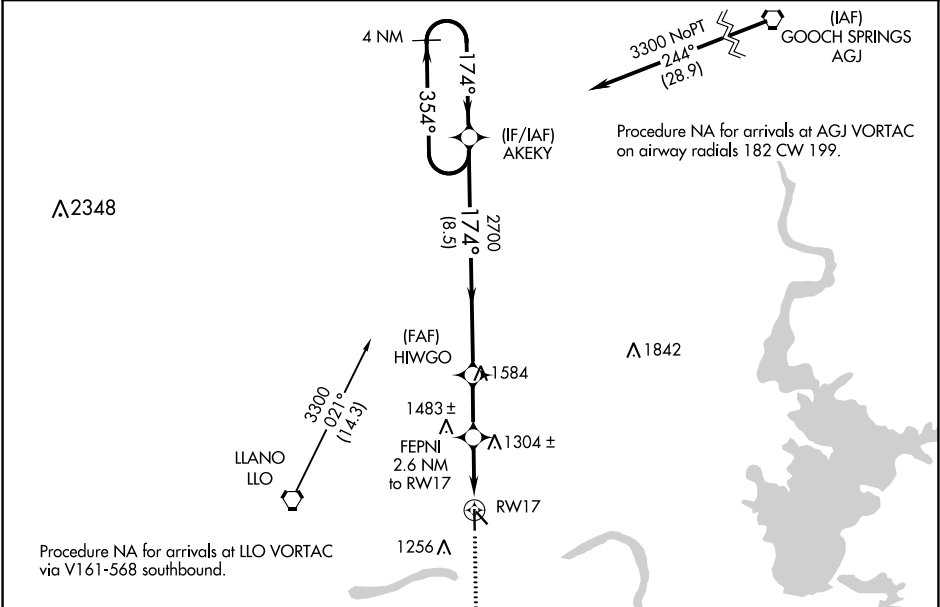 4 NM
174°
354°
(IF/IAF)
AKEKY
3300 NoPT
244°
(28.9)
(IAF)
GOOCH SPRINGS
AGJ
Procedure NA for arrivals at AGJ VORTAC
on airway radials 182 CW 199.
2348
2700
174°
(8.5)
(FAF)
HIWGO
1584
1842
3300
021°
(14.3)
1483 ±
FEPNI
2.6 NM
to RW17
1304 ±
LLANO
LLO
RW17
1256
Procedure NA for arrivals at LLO VORTAC
via V161-568 southbound.